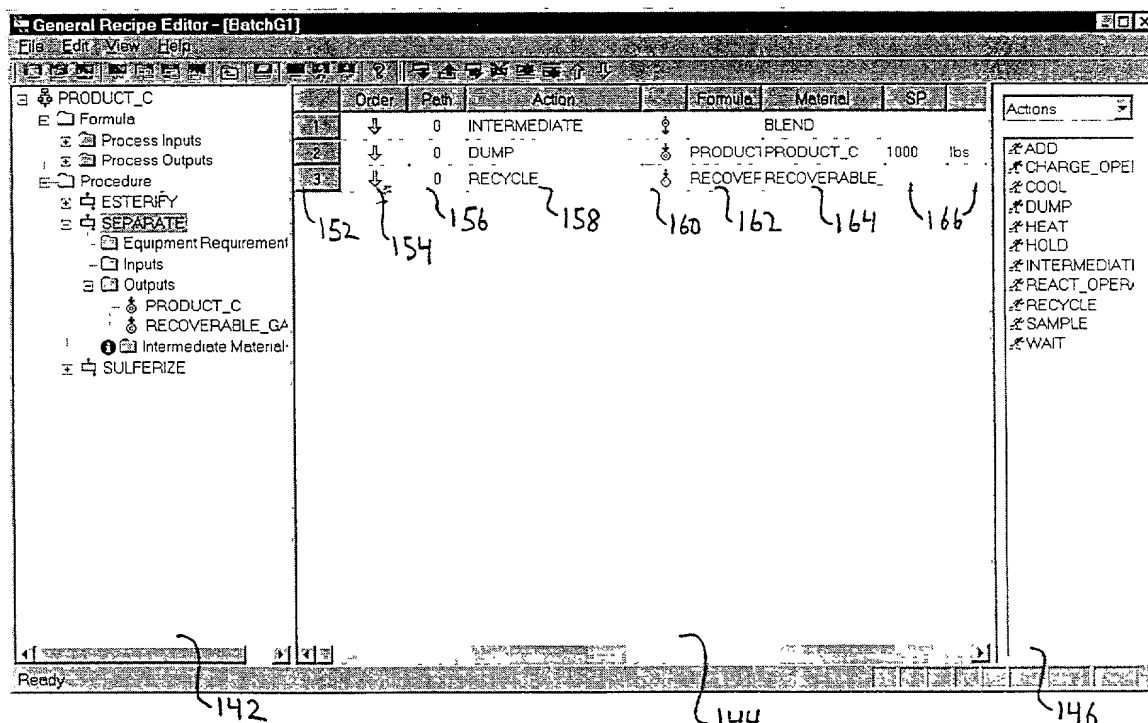 General Recipe Editor - [BatchG1]
File Edit View Help
PRODUCT_C
Formula
Process Inputs
Process Outputs
Procedure
ESTERIFY
SEPARATE
Equipment Requirement
Inputs
Outputs
PRODUCT_C
RECOVERABLE_GA
Intermediate Material
SULFERIZE
Order Path Action Formula Material SP
1 0 INTERMEDIATE BLEND
2 0 DUMP PRODUCT PRODUCT_C 1000 lbs
3 0 RECYCLE RECOVEF RECOVERABLE_
152 154 156 158 160 162 164 166
Actions
ADD
CHARGE_OPEI
COOL
DUMP
HEAT
HOLD
INTERMEDIATI
REACT_OPER
RECYCLE
SAMPLE
WAIT
Ready
142 144 146